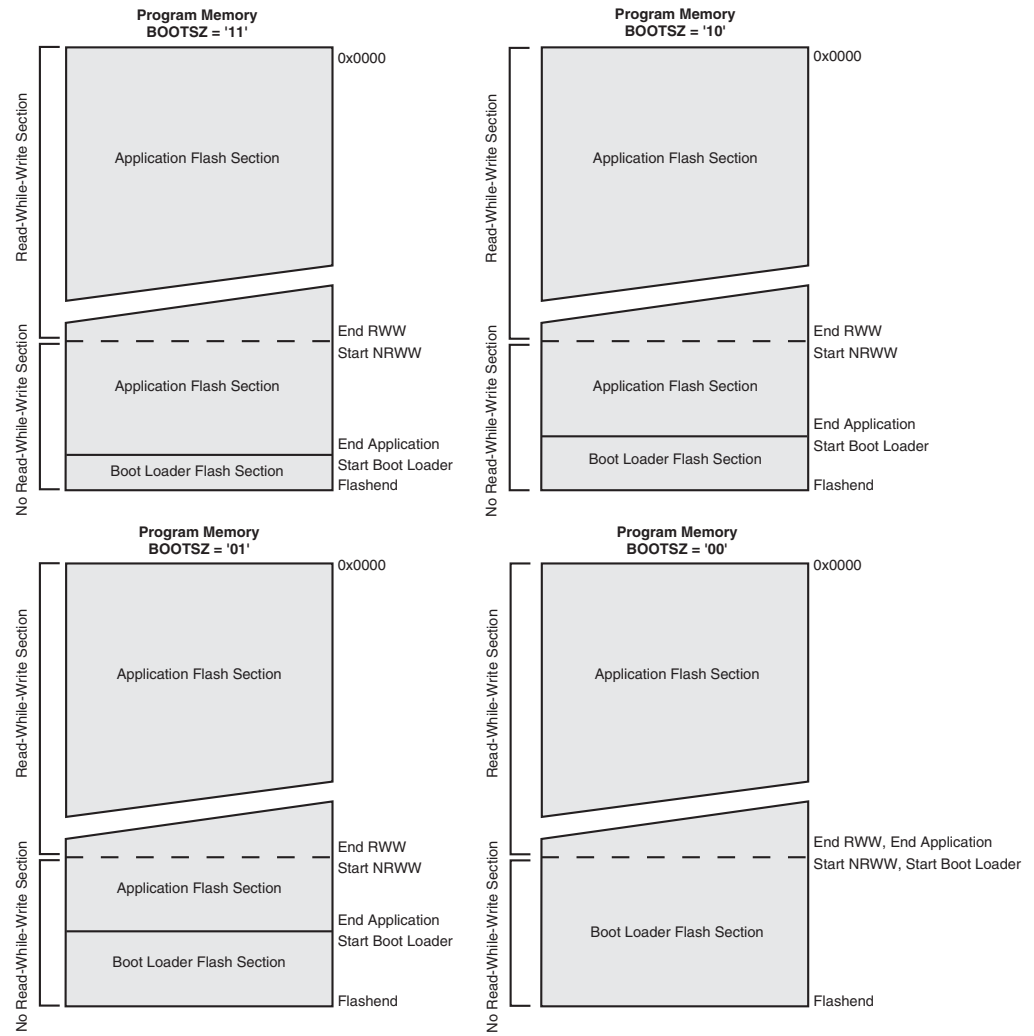 Program Memory
BOOTSZ = '11'
0x0000
Read-While-Write Section
Application Flash Section
End RWW
Start NRWW
No Read-While-Write Section
Application Flash Section
End Application
Start Boot Loader
Boot Loader Flash Section
Flashend
Program Memory
BOOTSZ = '10'
0x0000
Read-While-Write Section
Application Flash Section
End RWW
Start NRWW
No Read-While-Write Section
Application Flash Section
End Application
Start Boot Loader
Boot Loader Flash Section
Flashend
Program Memory
BOOTSZ = '01'
0x0000
Read-While-Write Section
Application Flash Section
End RWW
Start NRWW
No Read-While-Write Section
Application Flash Section
End Application
Start Boot Loader
Boot Loader Flash Section
Flashend
Program Memory
BOOTSZ = '00'
0x0000
Read-While-Write Section
Application Flash Section
End RWW, End Application
Start NRWW, Start Boot Loader
No Read-While-Write Section
Boot Loader Flash Section
Flashend